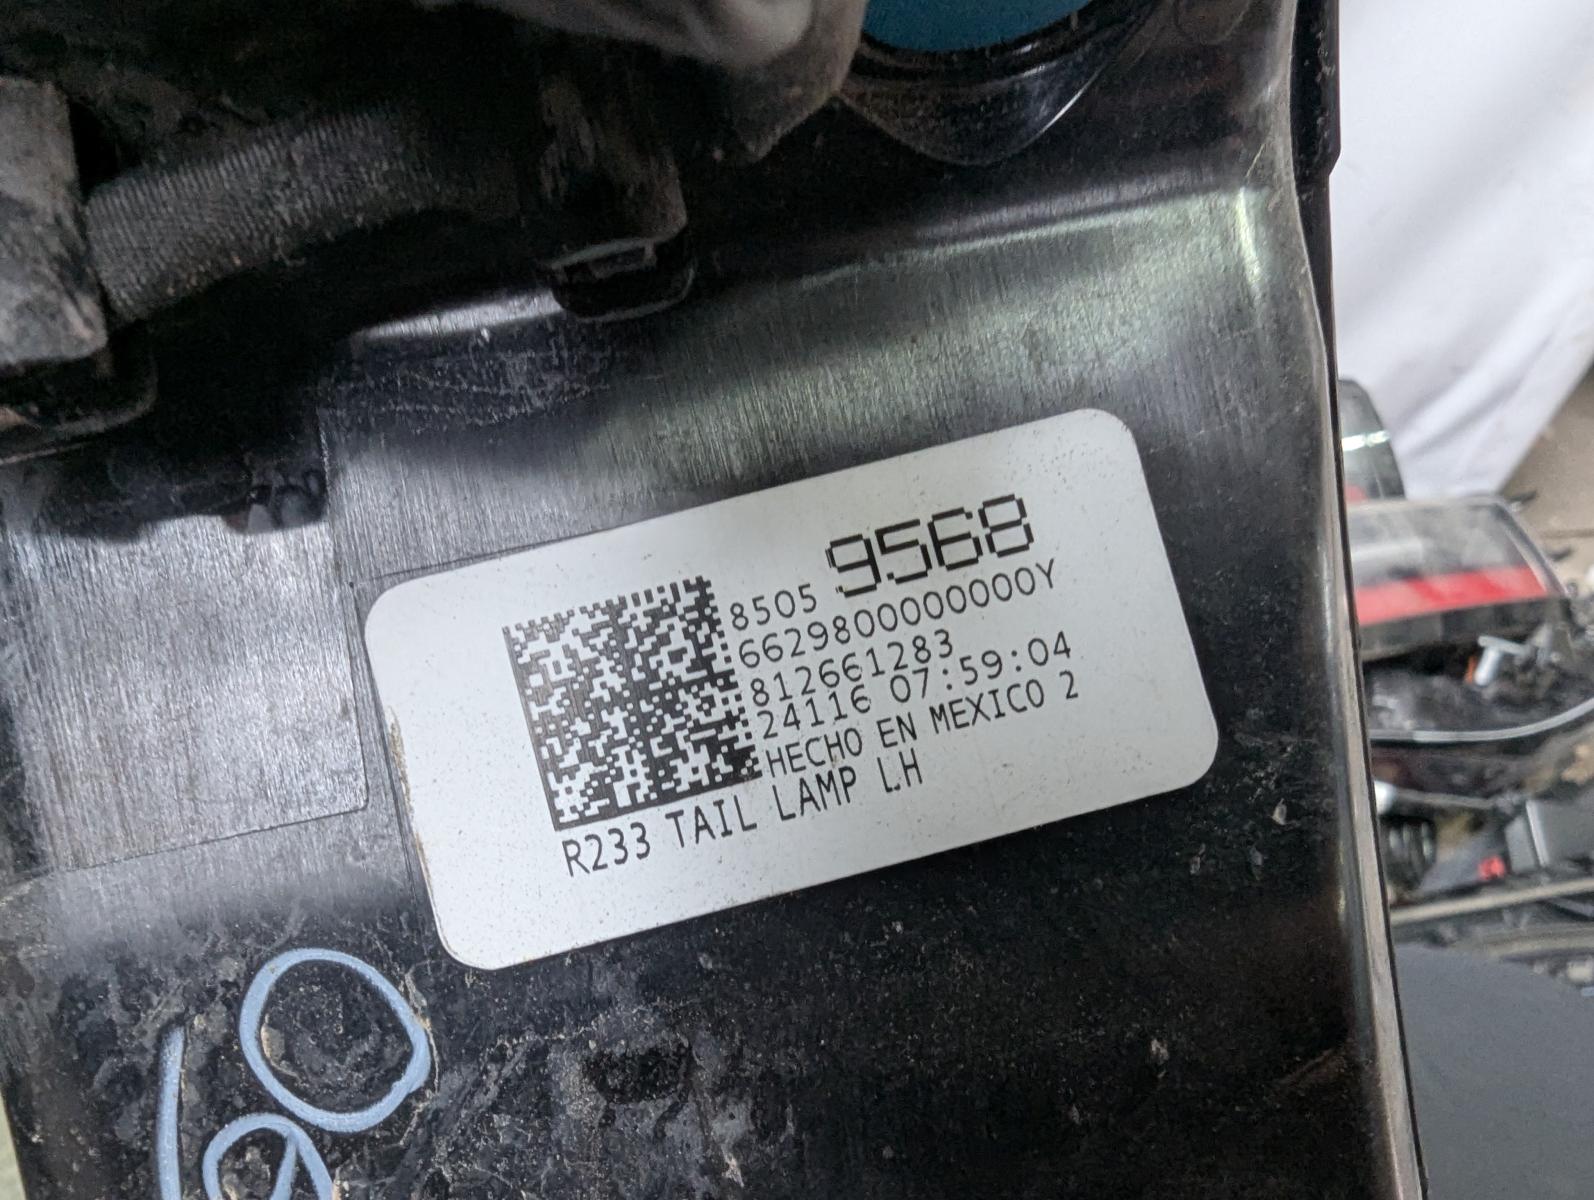 8505 9568
66298000000000Y
812661283
24116 07:59:04
HECHO EN MEXICO 2
R233 TAIL LAMP LH